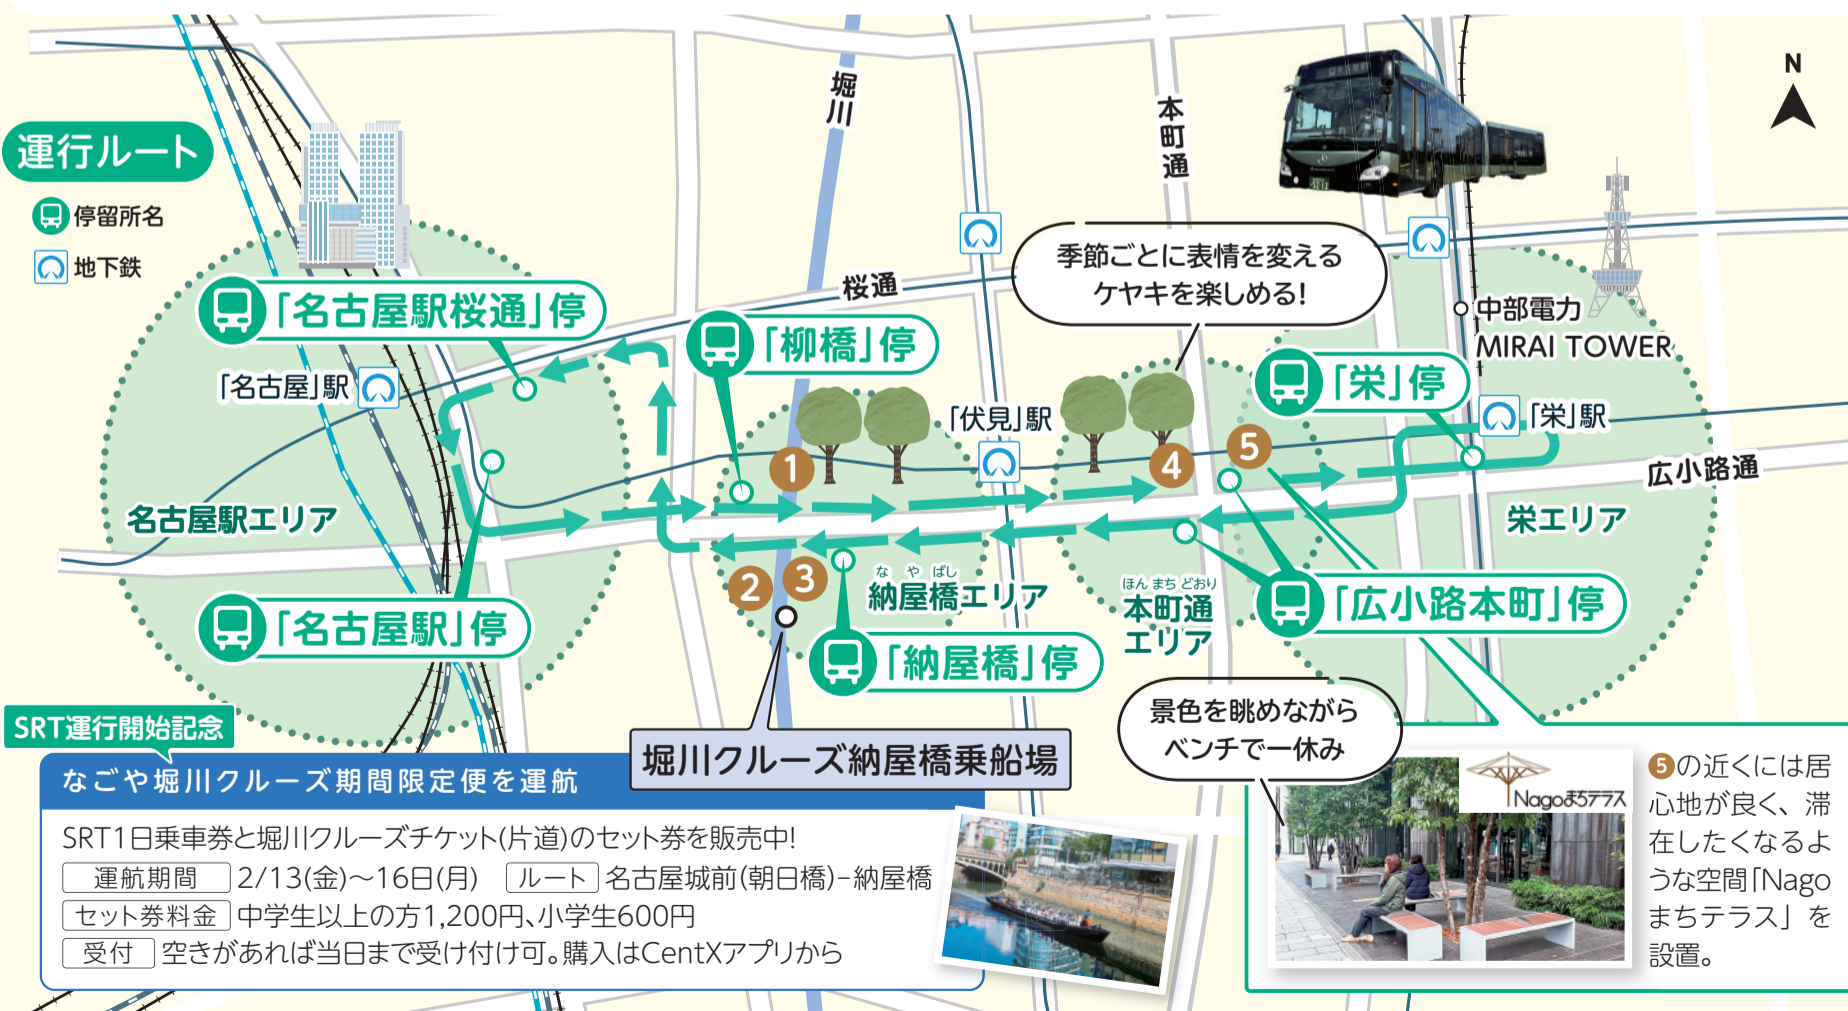 運行ルート
停留所名
地下鉄
堀川
本町通
N
季節ごとに表情を変える
ケヤキを楽しめる!
桜通
「名古屋駅桜通」停
「柳橋」停
中部電力
MIRAI TOWER
「名古屋」駅
「伏見」駅
「栄」停
「栄」駅
1
4
5
広小路通
名古屋駅エリア
栄エリア
2
3
なやばし
納屋橋エリア
ほんまちどおり
本町通
エリア
「広小路本町」停
「名古屋駅」停
「納屋橋」停
堀川クルーズ納屋橋乗船場
景色を眺めながら
ベンチで一休み
SRT運行開始記念
なごや堀川クルーズ期間限定便を運航
SRT1日乗車券と堀川クルーズチケット(片道)のセット券を販売中!
運航期間 2/13(金)〜16日(月) ルート 名古屋城前(朝日橋)−納屋橋
セット券料金 中学生以上の方1,200円、小学生600円
受付 空きがあれば当日まで受け付け可。購入はCentXアプリから
Nagoまちテラス
5の近くには居
心地が良く、滞
在したくなるよ
うな空間「Nago
まちテラス」を
設置。